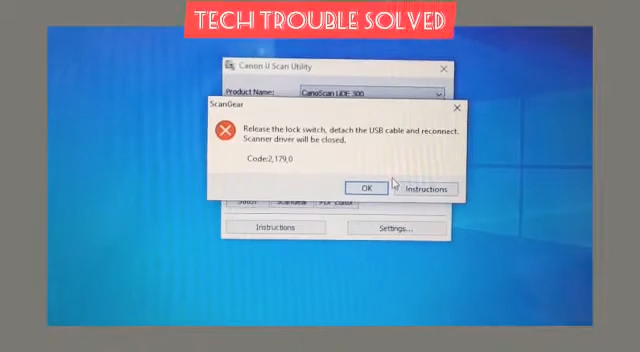 TECH TROUBLE SOLVED
Canon IJ Scan Utility
Product Name: CanoScan LiDE 300
ScanGear
Release the lock switch, detach the USB cable and reconnect.
Scanner driver will be closed.
Code:2,179,0
OK Instructions
Stitch ScanGear
Instructions Settings...